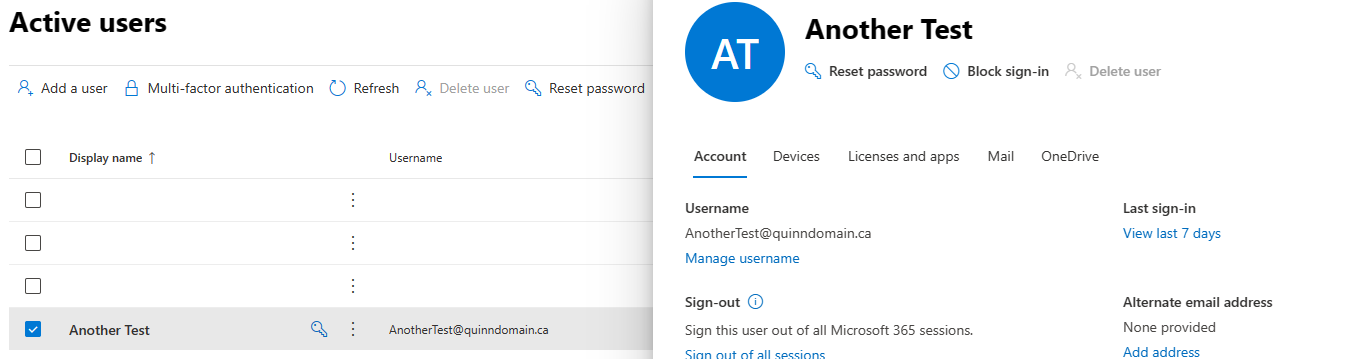 Active users
Add a user Multi-factor authentication Refresh Delete user Reset password
Display name ↑ Username
Another Test AnotherTest@quinndomain.ca
AT
Another Test
Reset password Block sign-in Delete user
Account Devices Licenses and apps Mail OneDrive
Username
AnotherTest@quinndomain.ca
Manage username
Last sign-in
View last 7 days
Sign-out
Sign this user out of all Microsoft 365 sessions.
Sign out of all sessions
Alternate email address
None provided
Add address